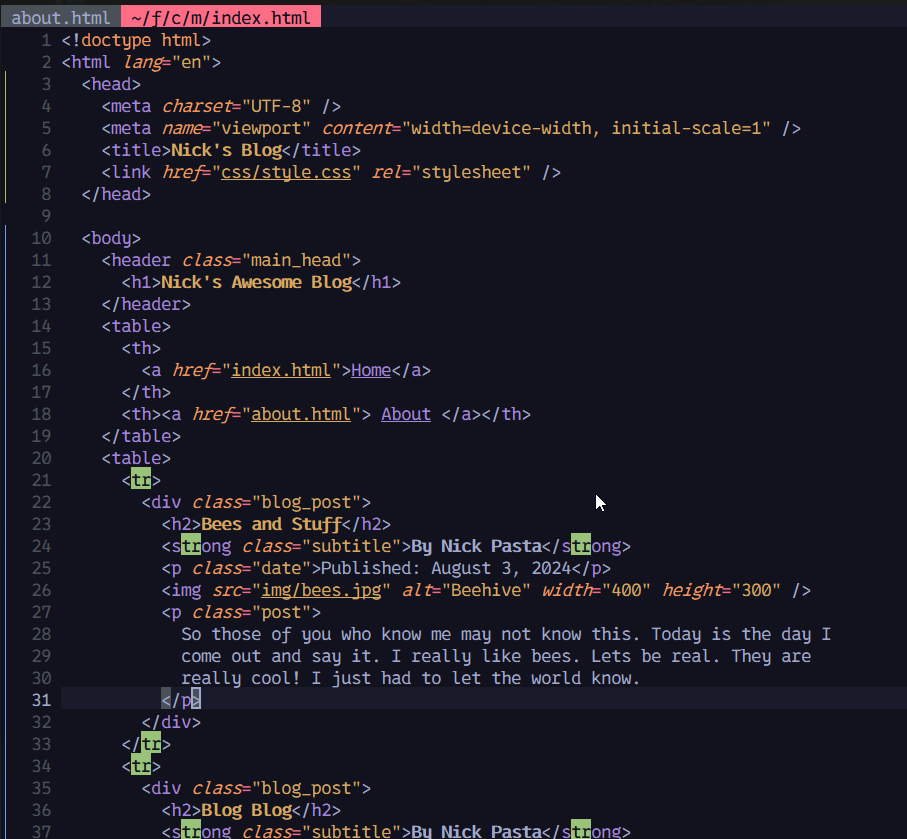 about.html ~/f/c/m/index.html
1 <!doctype html>
2 <html lang="en">
3 <head>
4 <meta charset="UTF-8" />
5 <meta name="viewport" content="width=device-width, initial-scale=1" />
6 <title>Nick's Blog</title>
7 <link href="css/style.css" rel="stylesheet" />
8 </head>
9
10 <body>
11 <header class="main_head">
12 <h1>Nick's Awesome Blog</h1>
13 </header>
14 <table>
15 <th>
16 <a href="index.html">Home</a>
17 </th>
18 <th><a href="about.html"> About </a></th>
19 </table>
20 <table>
21 <tr>
22 <div class="blog_post">
23 <h2>Bees and Stuff</h2>
24 <strong class="subtitle">By Nick Pasta</strong>
25 <p class="date">Published: August 3, 2024</p>
26 <img src="img/bees.jpg" alt="Beehive" width="400" height="300" />
27 <p class="post">
28 So those of you who know me may not know this. Today is the day I
29 come out and say it. I really like bees. Lets be real. They are
30 really cool! I just had to let the world know.
31 </p>
32 </div>
33 </tr>
34 <tr>
35 <div class="blog_post">
36 <h2>Blog Blog</h2>
37 <strong class="subtitle">By Nick Pasta</strong>